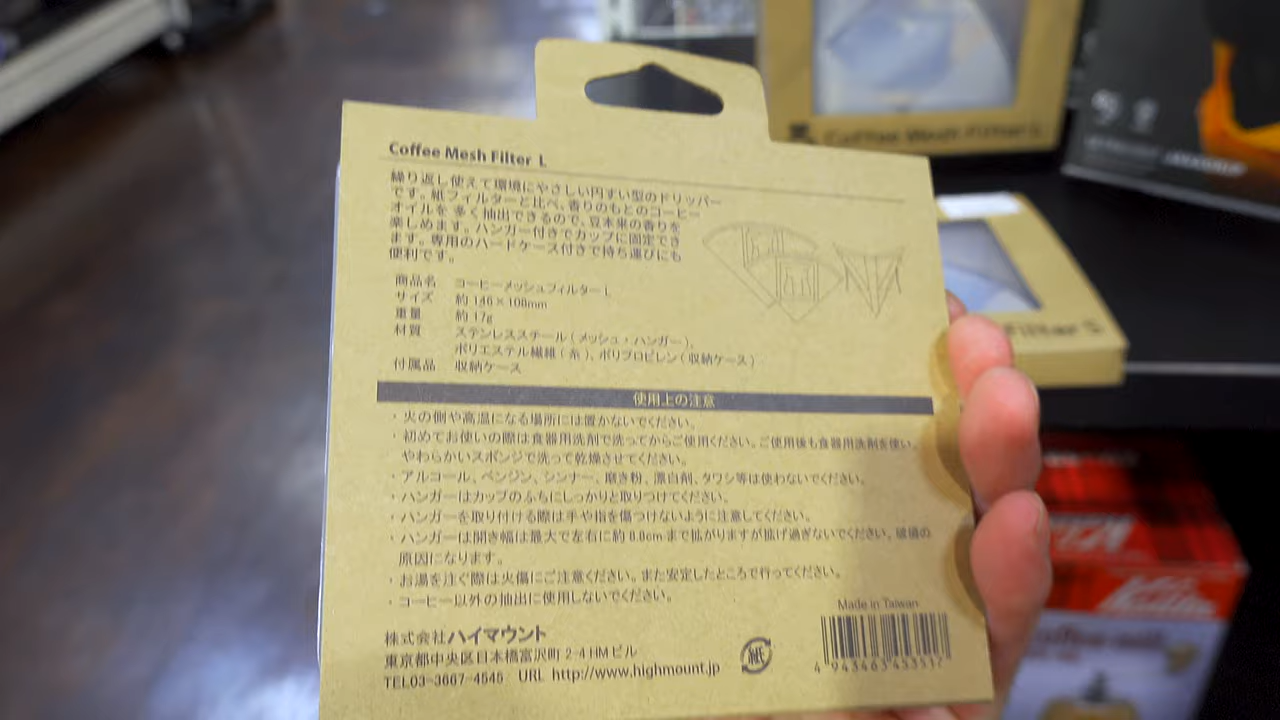 Coffee Mesh Filter L
繰り返し使えて環境にやさしい円すい型のドリッパー
です。紙フィルターと比べ、香りのもとのコーヒー
オイルを多く抽出できるので、豆本来の香りを
楽しめます。ハンガー付きでカップに固定でき
ます。専用のハードケース付きで持ち運びにも
便利です。
商品名 コーヒーメッシュフィルターL
サイズ 約146×108mm
重量 約17g
材質 ステンレススチール(メッシュ・ハンガー)、
ポリエステル繊維(糸)、ポリプロピレン(収納ケース)
付属品 収納ケース
使用上の注意
・火の側や高温になる場所には置かないでください。
・初めてお使いの際は食器用洗剤で洗ってからご使用ください。ご使用後も食器用洗剤を使い、
やわらかいスポンジで洗って乾燥させてください。
・アルコール、ベンジン、シンナー、磨き粉、漂白剤、タワシ等は使わないでください。
・ハンガーはカップのふちにしっかりと取りつけてください。
・ハンガーを取り付ける際は手や指を傷つけないように注意してください。
・ハンガーは開き幅は最大で左右に約8.8cmまで拡がりますが拡げ過ぎないでください。破損の
原因になります。
・お湯を注ぐ際は火傷にご注意ください。また安定したところで行ってください。
・コーヒー以外の抽出に使用しないでください。
Made in Taiwan
株式会社ハイマウント
東京都中央区日本橋富沢町 2-4 HMビル
TEL03-3667-4545 URL http://www.highmount.jp
紙
Coffee Mesh Filter L
Filter S
Kalita